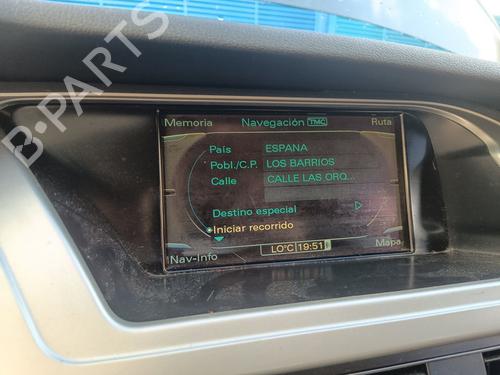 B-PARTS
Memoria Navegación TMC Ruta
País ESPANA
Pobl./C.P. LOS BARRIOS
Calle CALLE LAS ORQ...
Destino especial
Iniciar recorrido
LO°C 19:51
Nav-Info Mapa